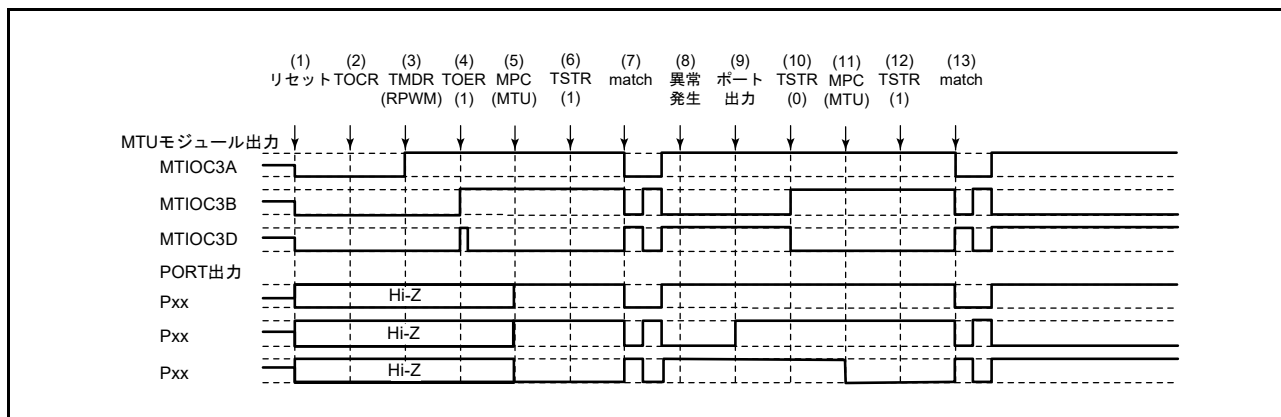 (1) (2) (3) (4) (5) (6) (7) (8) (9) (10) (11) (12) (13)
リセット TOCR TMDR TOER MPC TSTR match 異常 ポート TSTR MPC TSTR match
(RPWM) (1) (MTU) (1) 発生 出力 (0) (MTU) (1)
MTUモジュール出力
MTIOC3A
MTIOC3B
MTIOC3D
PORT出力
Pxx Hi-Z
Pxx Hi-Z
Pxx Hi-Z